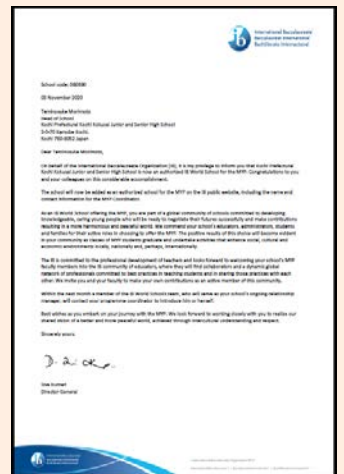 International Baccalaureate
Baccalauréat International
Bachillerato Internacional
School code:
20 November 2020
Head of School
Kochi Prefectural Kochi Kokusai Junior and Senior High School
Japan
On behalf of the International Baccalaureate Organization (IB), it is my privilege to inform you that Kochi Prefectural
Kochi Kokusai Junior and Senior High School is now an authorized IB World School for the MYP. Congratulations to you
and your colleagues on this considerable accomplishment.
The school will now be added as an authorized school for the MYP on the IB public website, including the name and
contact information for the MYP Coordinator.
As an IB World School offering the MYP, you are part of a global community of schools committed to developing
knowledgeable, caring young people who will be ready to negotiate their futures successfully and make contributions
resulting in a more harmonious and peaceful world. We commend your school's educators, administration, students
and families for their active roles in choosing to offer the MYP. The positive results of this choice will become evident
in your community as classes of MYP students graduate and undertake activities that enhance social, cultural and
economic environments locally, nationally and, perhaps, internationally.
The IB is committed to the professional development of teachers and looks forward to welcoming your school's MYP
faculty members into the IB community of educators, where they will find collaboration and a dynamic global
network of professionals committed to best practices in teaching students and in sharing those practices with each
other. We invite you and your faculty to make your own contributions as an active member of this community.
Within the next month a member of the IB World Schools team, who will serve as your school's ongoing relationship
manager, will contact your programme coordinator to introduce him or herself.
Best wishes as you embark on your journey with the MYP. We look forward to working closely with you to realize our
shared vision of a better and more peaceful world, achieved through intercultural understanding and respect.
Sincerely yours,
Director General